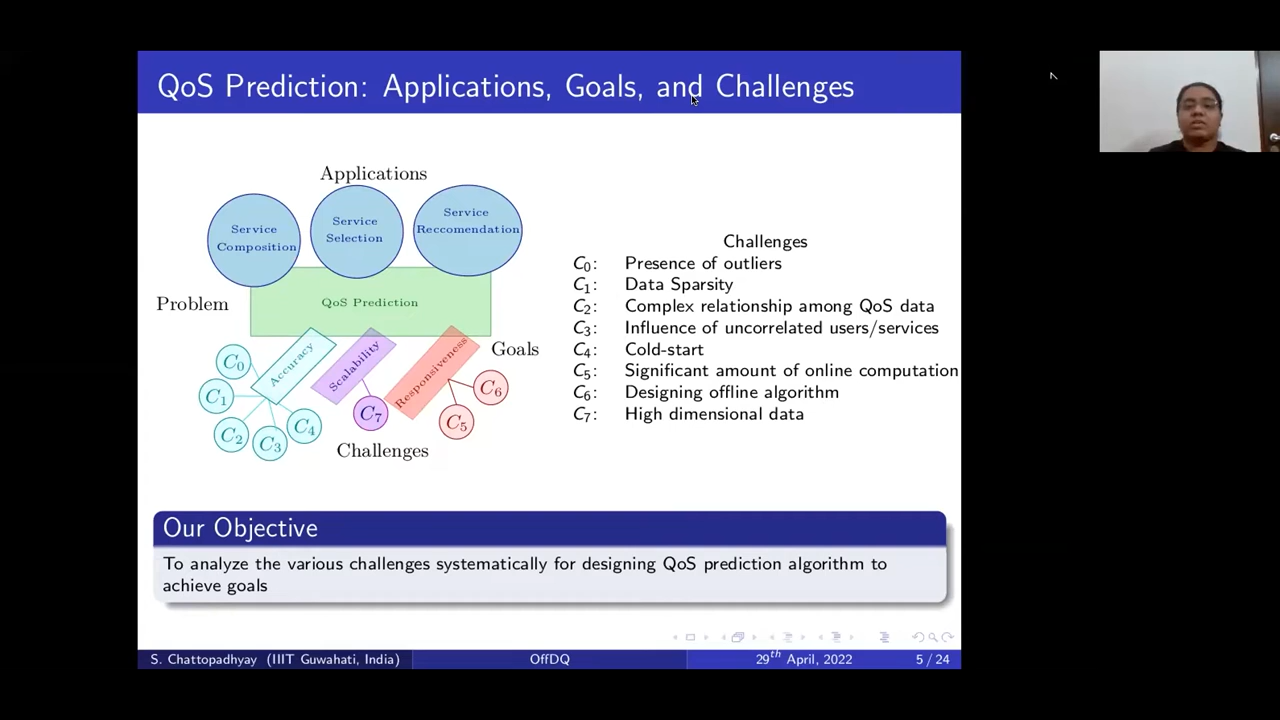 QoS Prediction: Applications, Goals, and Challenges
Applications
Service
Composition
Service
Selection
Service
Reccomendation
Problem
QoS Prediction
Goals
Accuracy
Scalability
Responsiveness
C0
C1
C2
C3
C4
C7
C5
C6
Challenges
Challenges
C0: Presence of outliers
C1: Data Sparsity
C2: Complex relationship among QoS data
C3: Influence of uncorrelated users/services
C4: Cold-start
C5: Significant amount of online computation
C6: Designing offline algorithm
C7: High dimensional data
Our Objective
To analyze the various challenges systematically for designing QoS prediction algorithm to
achieve goals
S. Chattopadhyay (IIIT Guwahati, India) OffDQ 29th April, 2022 5 / 24